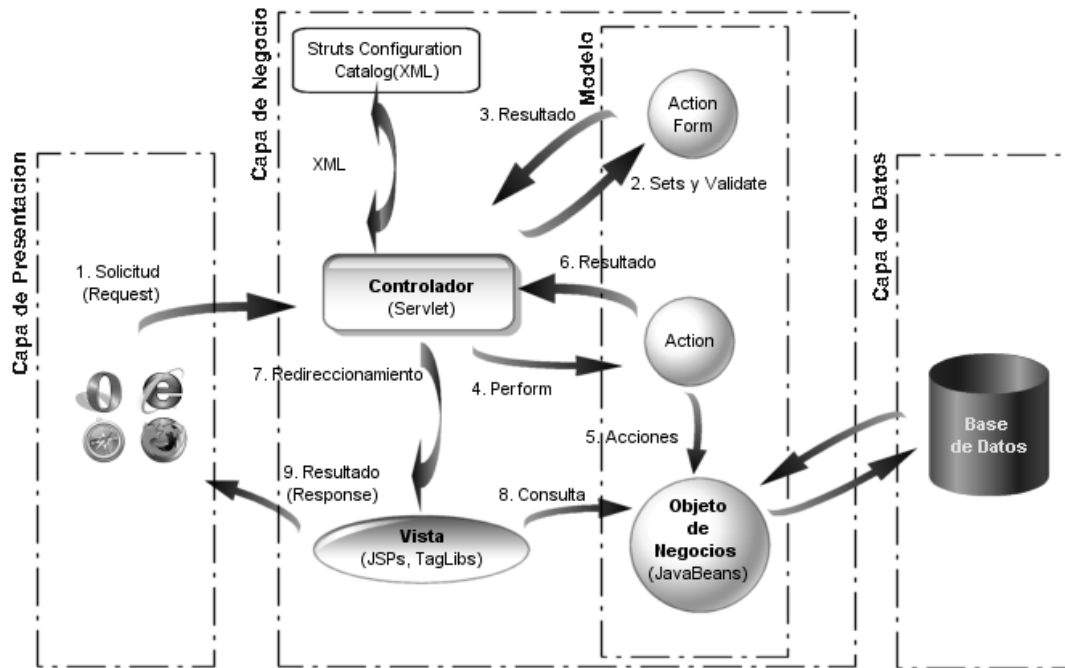 Capa de Presentacion
1. Solicitud
(Request)
9. Resultado
(Response)
Capa de Negocio
Struts Configuration
Catalog(XML)
XML
Controlador
(Servlet)
7. Redireccionamiento
Vista
(JSPs, TagLibs)
3. Resultado
2. Sets y Validate
6. Resultado
4. Perform
5. Acciones
8. Consulta
Modelo
Action
Form
Action
Objeto
de
Negocios
(JavaBeans)
Capa de Datos
Base
de Datos